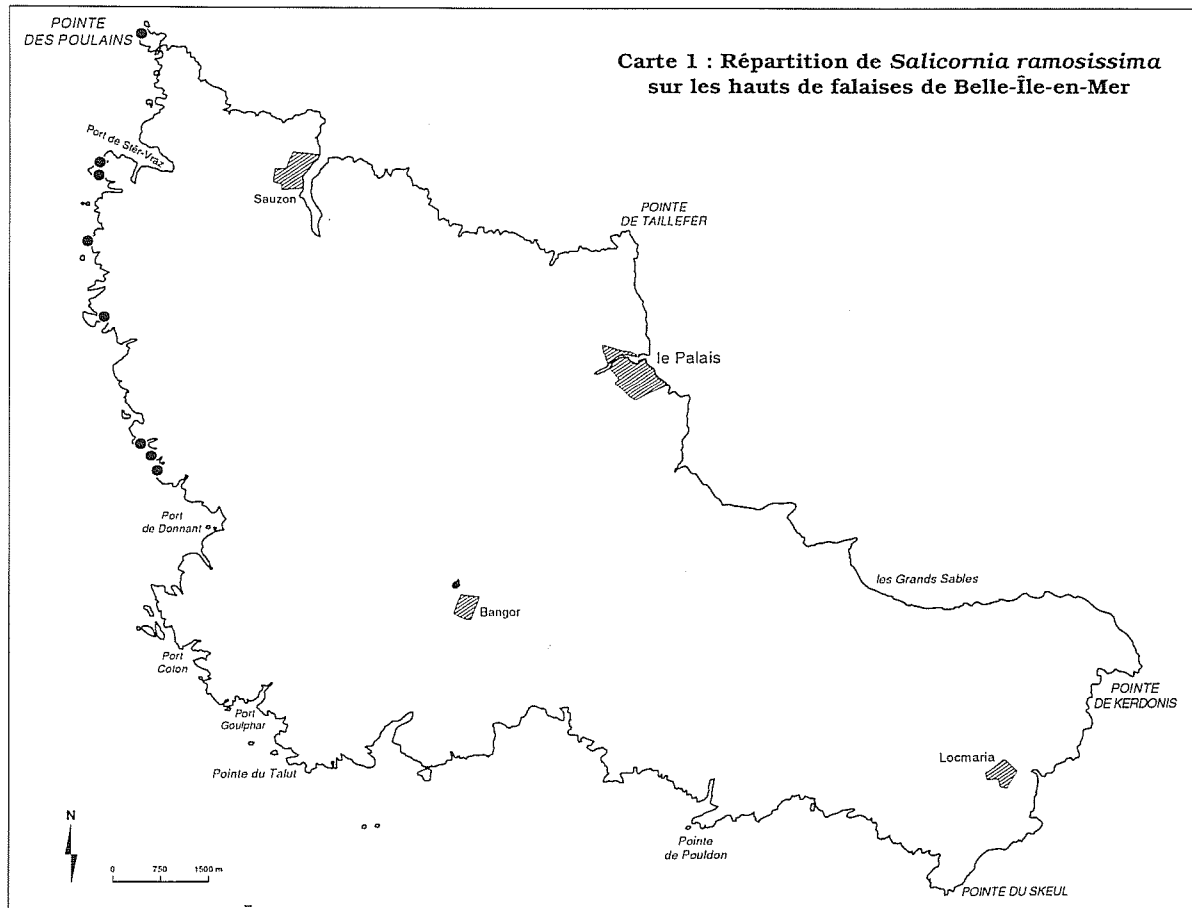 Carte 1 : Répartition de Salicornia ramosissima
sur les hauts de falaises de Belle-Île-en-Mer
POINTE
DES POULAINS
Port de Stêr-Vraz
Sauzon
POINTE
DE TAILLEFER
le Palais
Port
de Donnant
les Grands Sables
Bangor
Port
Coton
POINTE
DE KERDONIS
Port
Goulphar
Pointe du Talut
Locmaria
N
Pointe
de Pouldon
0 750 1500 m
POINTE DU SKEUL